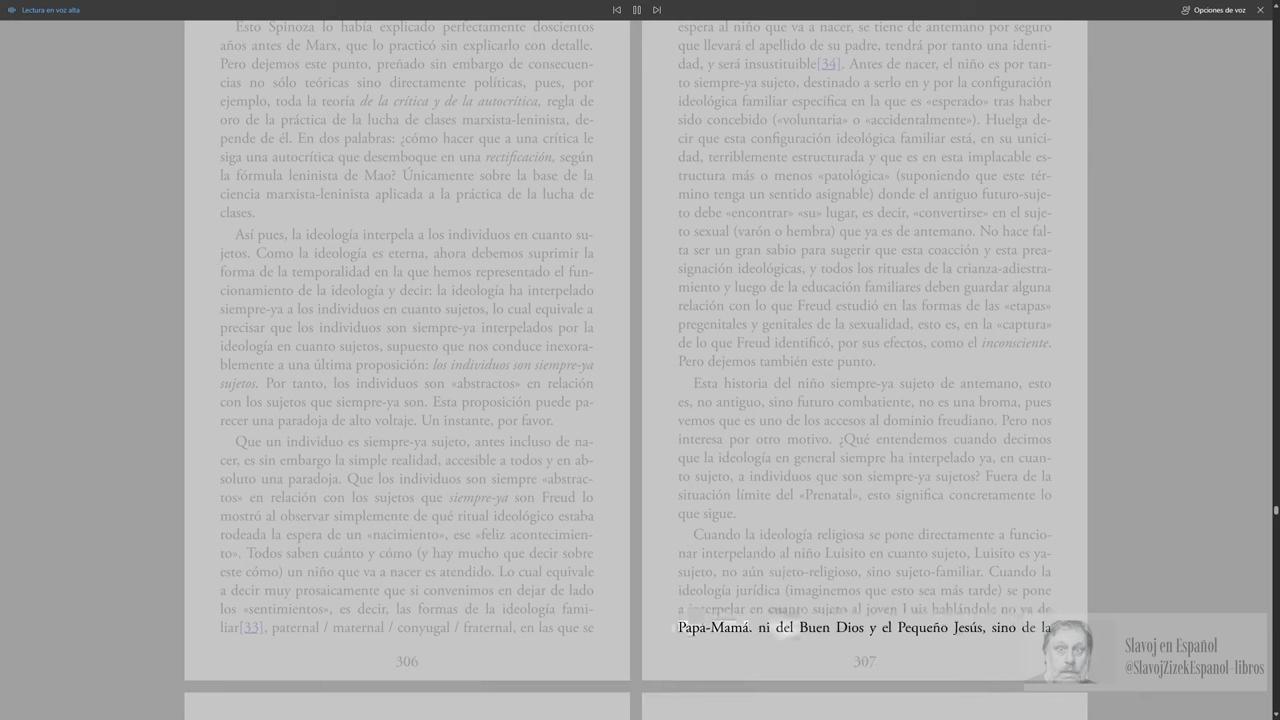 Lectura en voz alta
Opciones de voz
Esto Spinoza lo había explicado perfectamente doscientos
años antes de Marx, que lo practicó sin explicarlo con detalle.
Pero dejemos este punto, preñado sin embargo de consecuen-
cias no sólo teóricas sino directamente políticas, pues, por
ejemplo, toda la teoría de la crítica y de la autocrítica, regla de
oro de la práctica de la lucha de clases marxista-leninista, de-
pende de él. En dos palabras: ¿cómo hacer que a una crítica le
siga una autocrítica que desemboque en una rectificación, según
la fórmula leninista de Mao? Únicamente sobre la base de la
ciencia marxista-leninista aplicada a la práctica de la lucha de
clases.
Así pues, la ideología interpela a los individuos en cuanto su-
jetos. Como la ideología es eterna, ahora debemos suprimir la
forma de la temporalidad en la que hemos representado el fun-
cionamiento de la ideología y decir: la ideología ha interpelado
siempre-ya a los individuos en cuanto sujetos, lo cual equivale a
precisar que los individuos son siempre-ya interpelados por la
ideología en cuanto sujetos, supuesto que nos conduce inexora-
blemente a una última proposición: los individuos son siempre-ya
sujetos. Por tanto, los individuos son «abstractos» en relación
con los sujetos que siempre-ya son. Esta proposición puede pa-
recer una paradoja de alto voltaje. Un instante, por favor.
Que un individuo es siempre-ya sujeto, antes incluso de na-
cer, es sin embargo la simple realidad, accesible a todos y en ab-
soluto una paradoja. Que los individuos son siempre «abstrac-
tos» en relación con los sujetos que siempre-ya son Freud lo
mostró al observar simplemente de qué ritual ideológico estaba
rodeada la espera de un «nacimiento», ese «feliz acontecimien-
to». Todos saben cuánto y cómo (y hay mucho que decir sobre
este cómo) un niño que va a nacer es atendido. Lo cual equivale
a decir muy prosaicamente que si convenimos en dejar de lado
los «sentimientos», es decir, las formas de la ideología fami-
liar[33], paternal / maternal / conyugal / fraternal, en las que se
306
espera al niño que va a nacer, se tiene de antemano por seguro
que llevará el apellido de su padre, tendrá por tanto una identi-
dad, y será insustituible[34]. Antes de nacer, el niño es por tan-
to siempre-ya sujeto, destinado a serlo en y por la configuración
ideológica familiar específica en la que es «esperado» tras haber
sido concebido («voluntaria» o «accidentalmente»). Huelga de-
cir que esta configuración ideológica familiar está, en su unici-
dad, terriblemente estructurada y que es en esta implacable es-
tructura más o menos «patológica» (suponiendo que este tér-
mino tenga un sentido asignable) donde el antiguo futuro-suje-
to debe «encontrar» «su» lugar, es decir, «convertirse» en el suje-
to sexual (varón o hembra) que ya es de antemano. No hace fal-
ta ser un gran sabio para sugerir que esta coacción y esta prea-
signación ideológicas, y todos los rituales de la crianza-adiestra-
miento y luego de la educación familiares deben guardar alguna
relación con lo que Freud estudió en las formas de las «etapas»
pregenitales y genitales de la sexualidad, esto es, en la «captura»
de lo que Freud identificó, por sus efectos, como el inconsciente.
Pero dejemos también este punto.
Esta historia del niño siempre-ya sujeto de antemano, esto
es, no antiguo, sino futuro combatiente, no es una broma, pues
vemos que es uno de los accesos al dominio freudiano. Pero nos
interesa por otro motivo. ¿Qué entendemos cuando decimos
que la ideología en general siempre ha interpelado ya, en cuan-
to sujeto, a individuos que son siempre-ya sujetos? Fuera de la
situación límite del «Prenatal», esto significa concretamente lo
que sigue.
Cuando la ideología religiosa se pone directamente a funcio-
nar interpelando al niño Luisito en cuanto sujeto, Luisito es ya-
sujeto, no aún sujeto-religioso, sino sujeto-familiar. Cuando la
ideología jurídica (imaginemos que esto sea más tarde) se pone
a interpelar en cuanto sujeto al joven Luis hablándole no ya de
Papá-Mamá, ni del Buen Dios y el Pequeño Jesús, sino de la
307
Slavoj en Español
@SlavojZizekEspanol-libros